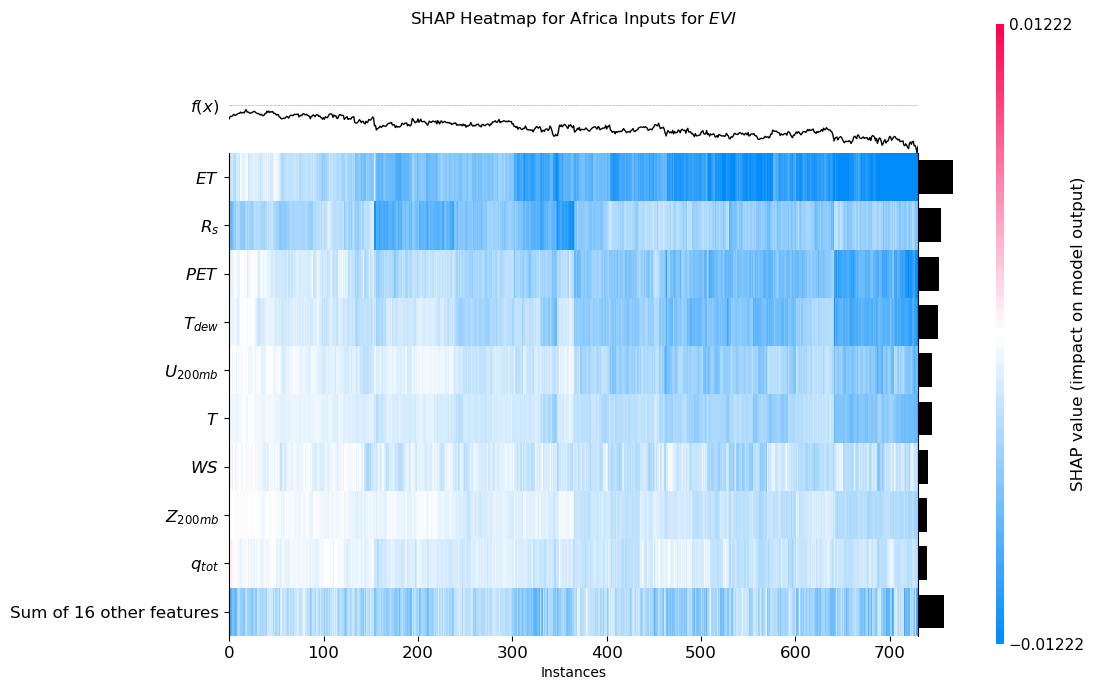 SHAP Heatmap for Africa Inputs for EVI
0.01222
f(x)
ET
R_s
PET
T_dew
U_200mb
T
WS
Z_200mb
q_tot
Sum of 16 other features
0 100 200 300 400 500 600 700
Instances
SHAP value (impact on model output)
−0.01222